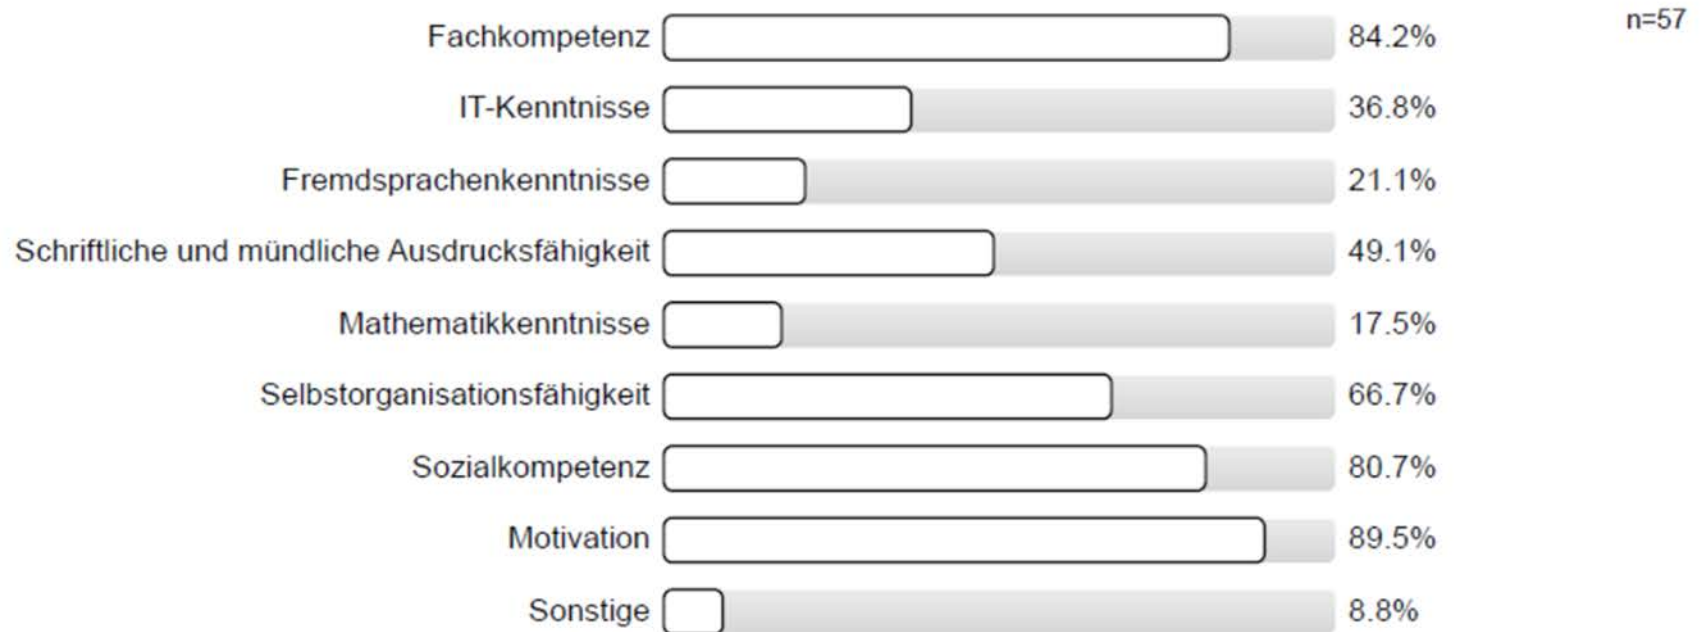 n=57
Fachkompetenz 84.2%
IT-Kenntnisse 36.8%
Fremdsprachenkenntnisse 21.1%
Schriftliche und mündliche Ausdrucksfähigkeit 49.1%
Mathematikkenntnisse 17.5%
Selbstorganisationsfähigkeit 66.7%
Sozialkompetenz 80.7%
Motivation 89.5%
Sonstige 8.8%